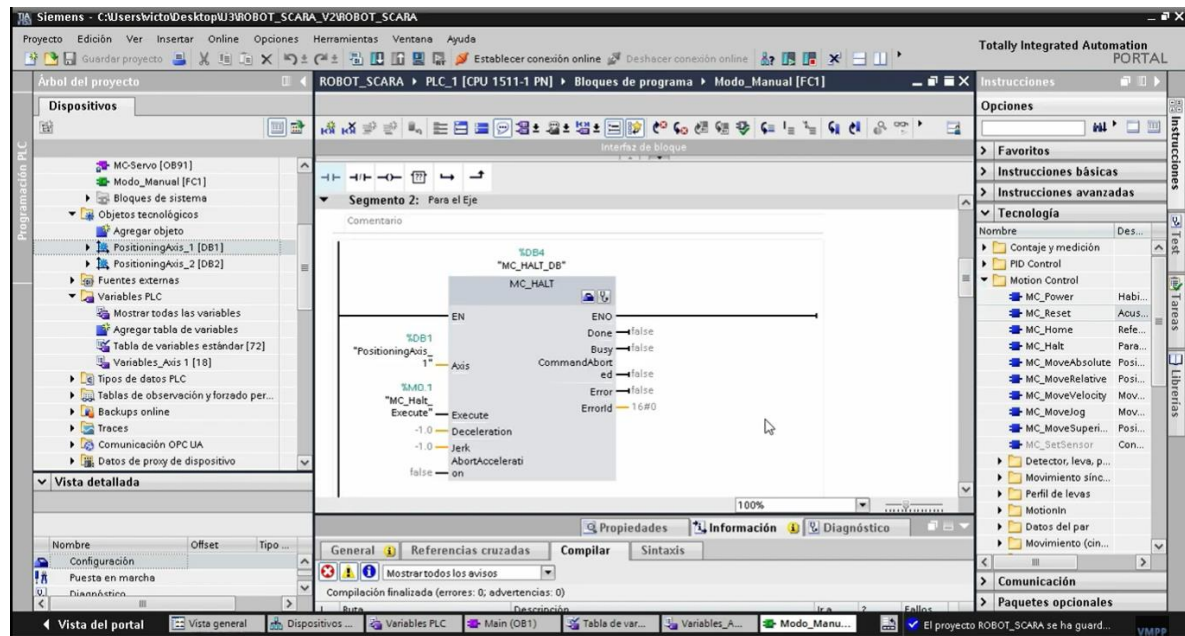 Siemens - C:\Users\victo\Desktop\U3\ROBOT_SCARA_V2\ROBOT_SCARA
Proyecto Edición Ver Insertar Online Opciones Herramientas Ventana Ayuda
Guardar proyecto
Establecer conexión online
Deshacer conexión online
Totally Integrated Automation
PORTAL
Árbol del proyecto
Dispositivos
Programación PLC
MC-Servo [OB91]
Modo_Manual [FC1]
Bloques de sistema
Objetos tecnológicos
Agregar objeto
PositioningAxis_1 [DB1]
PositioningAxis_2 [DB2]
Fuentes externas
Variables PLC
Mostrar todas las variables
Agregar tabla de variables
Tabla de variables estándar [72]
Variables_Axis 1 [18]
Tipos de datos PLC
Tablas de observación y forzado per...
Backups online
Traces
Comunicación OPC UA
Datos de proxy de dispositivo
Vista detallada
Nombre Offset Tipo ...
Configuración
Puesta en marcha
Diagnóstico
ROBOT_SCARA PLC_1 [CPU 1511-1 PN] Bloques de programa Modo_Manual [FC1]
Interfaz de bloque
Segmento 2: Para el Eje
Comentario
%DB4
"MC_HALT_DB"
MC_HALT
EN ENO
Done false
%DB1
"PositioningAxis_
1" Axis
Busy false
CommandAbort
ed false
%M0.1
"MC_Halt_
Execute" Execute
Error false
ErrorId 16#0
-1.0 Deceleration
-1.0 Jerk
AbortAccelerati
false on
100%
Propiedades Información Diagnóstico
General Referencias cruzadas Compilar Sintaxis
Mostrar todos los avisos
Compilación finalizada (errores: 0; advertencias: 0)
! Ruta Descripción Ir a ? Fallos
Instrucciones
Opciones
Favoritos
Instrucciones básicas
Instrucciones avanzadas
Tecnología
Nombre Des...
Contaje y medición
PID Control
Motion Control
MC_Power Habi...
MC_Reset Acus...
MC_Home Refe...
MC_Halt Para...
MC_MoveAbsolute Posi...
MC_MoveRelative Posi...
MC_MoveVelocity Mov...
MC_MoveJog Mov...
MC_MoveSuperi... Posi...
MC_SetSensor Con...
Detector, leva, p...
Movimiento sínc...
Perfil de levas
MotionIn
Datos del par
Movimiento (cin...
Comunicación
Paquetes opcionales
Instrucciones
Test
Tareas
Librerías
Vista del portal
Vista general
Dispositivos ...
Variables PLC
Main (OB1)
Tabla de var...
Variables_A...
Modo_Manu...
El proyecto ROBOT_SCARA se ha guard...
VMPP